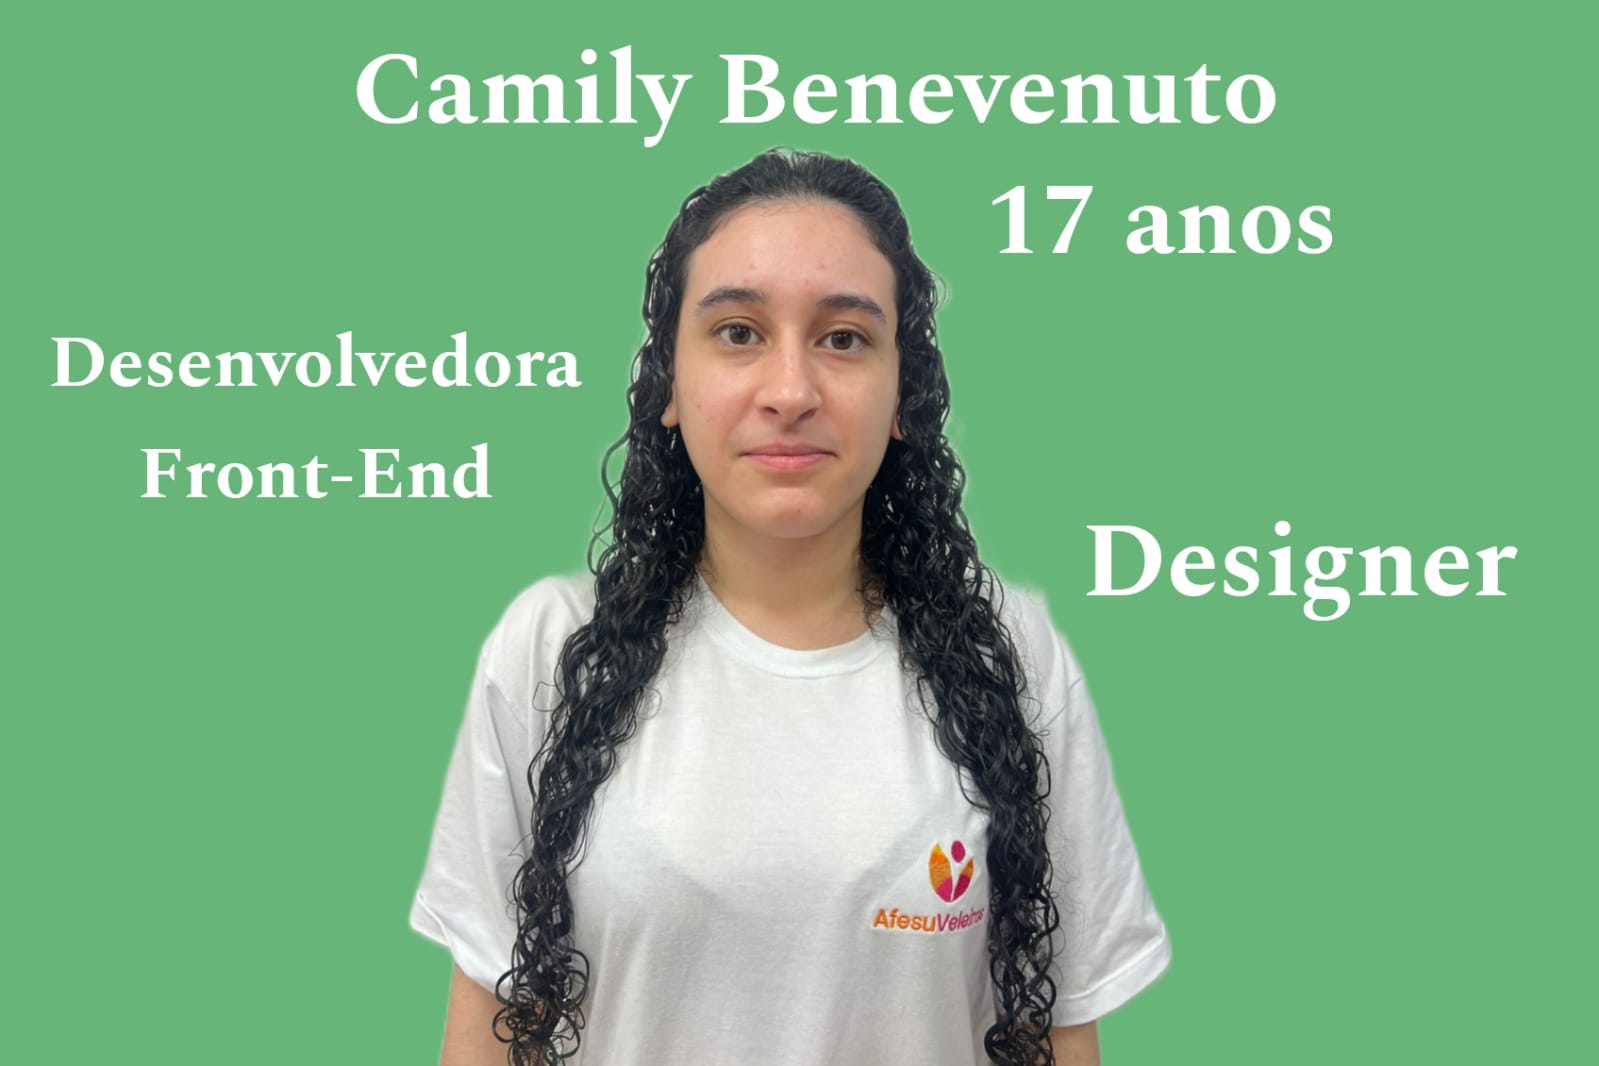 Camily Benevenuto
17 anos
Desenvolvedora
Front-End
Designer
AfesuVeleiros